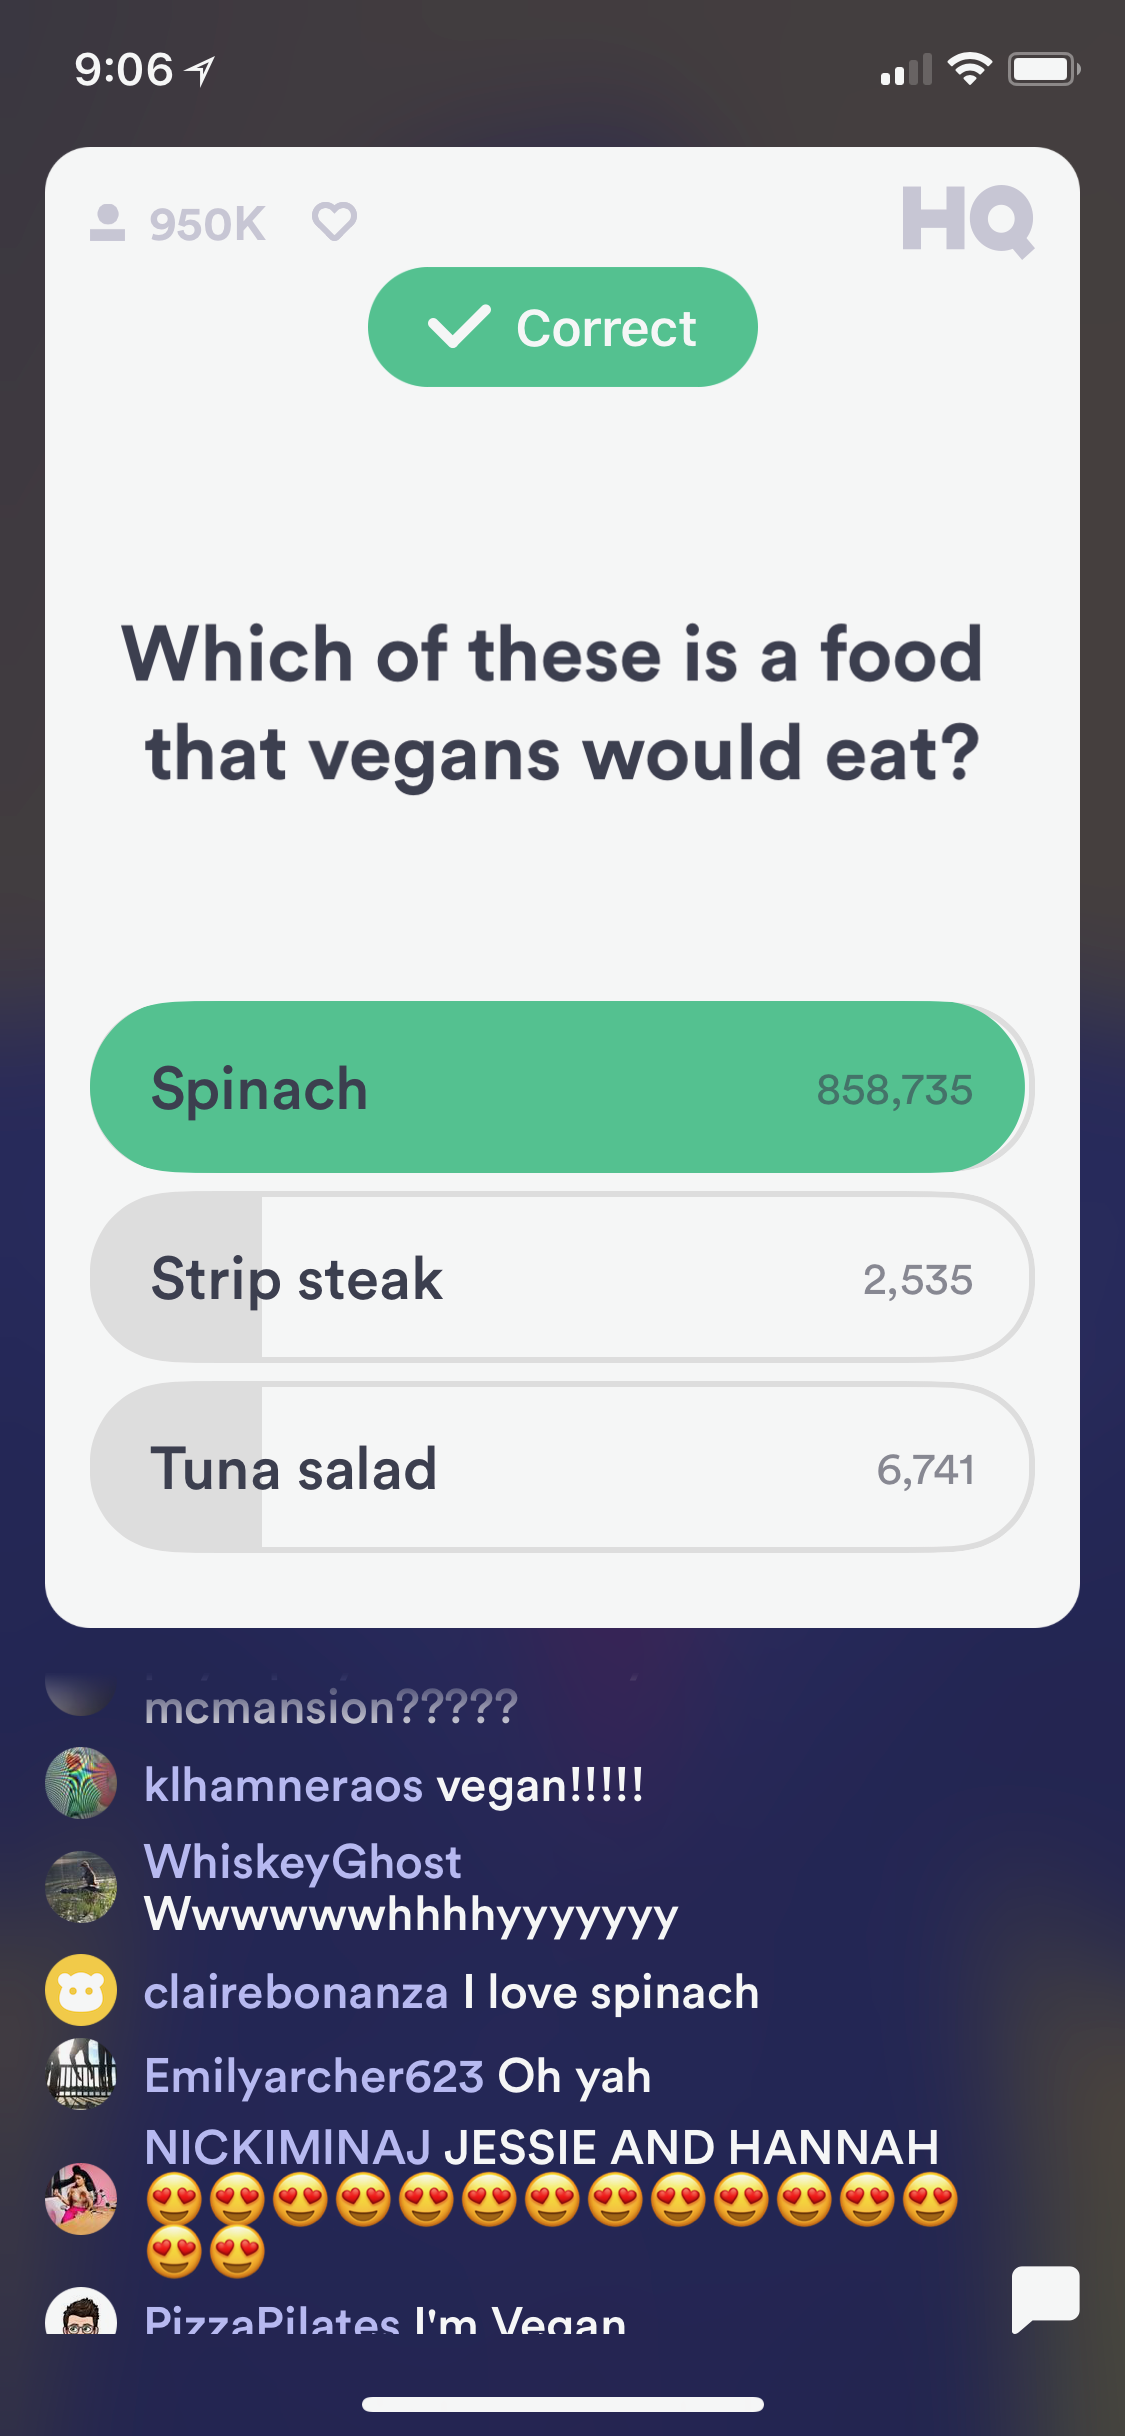 9:06
950K
HQ
Correct
Which of these is a food
that vegans would eat?
Spinach 858,735
Strip steak 2,535
Tuna salad 6,741
mcmansion?????
klhamneraos vegan!!!!!
WhiskeyGhost
Wwwwwwhhhhyyyyyyy
clairebonanza I love spinach
Emilyarcher623 Oh yah
NICKIMINAJ JESSIE AND HANNAH
😍😍😍😍😍😍😍😍😍😍😍😍😍
😍😍
PizzaPilates I'm Vegan